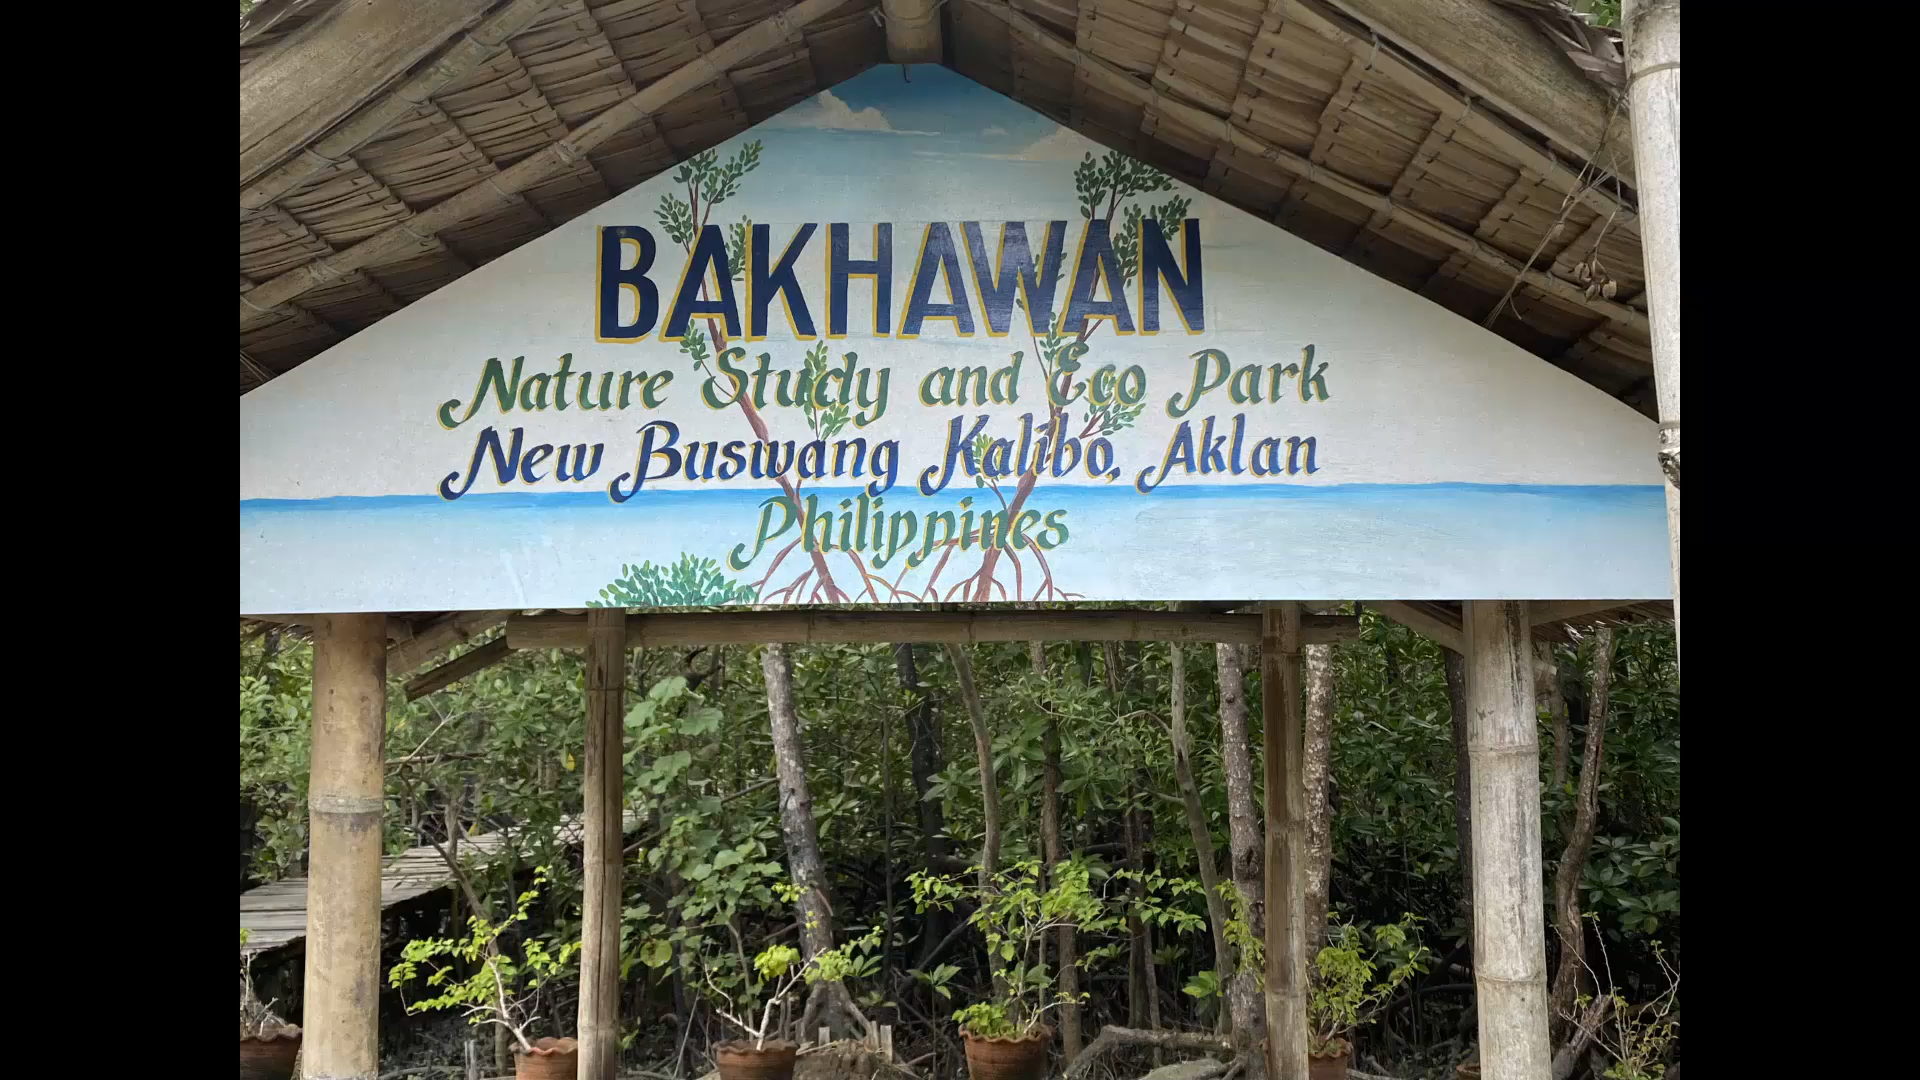 BAKHAWAN
Nature Study and Eco Park
New Buswang Kalibo, Aklan
Philippines